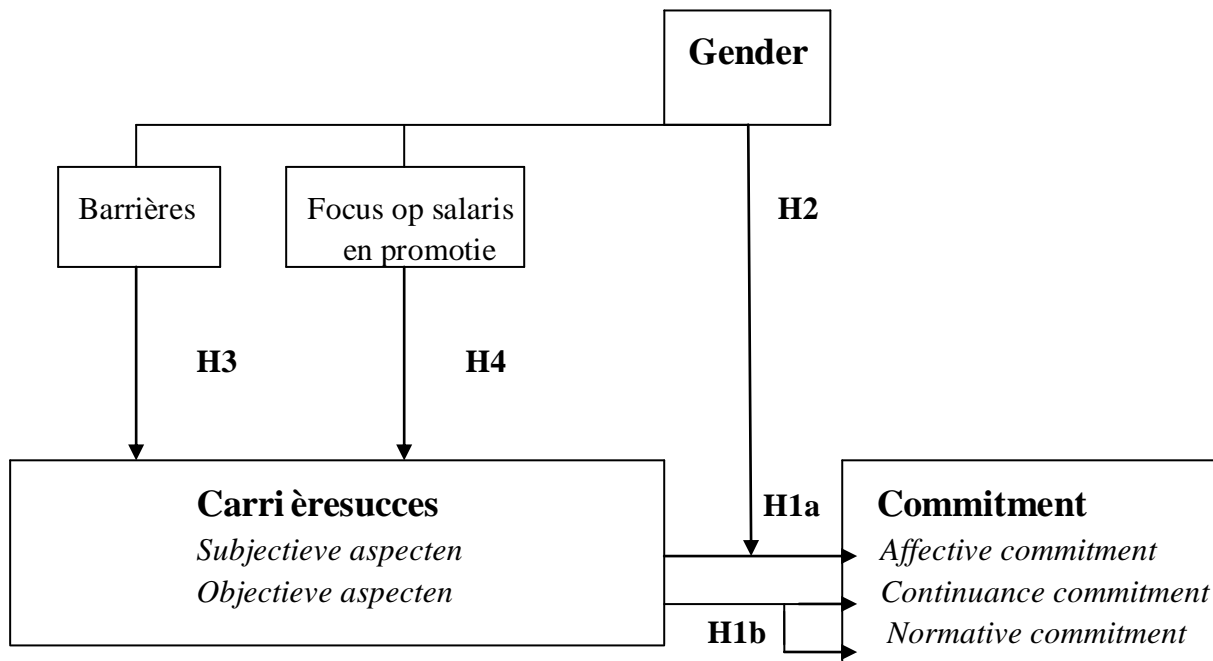 Gender
Barrières
Focus op salaris
en promotie
H2
H3
H4
Carri èresucces
Subjectieve aspecten
Objectieve aspecten
H1a
H1b
Commitment
Affective commitment
Continuance commitment
Normative commitment